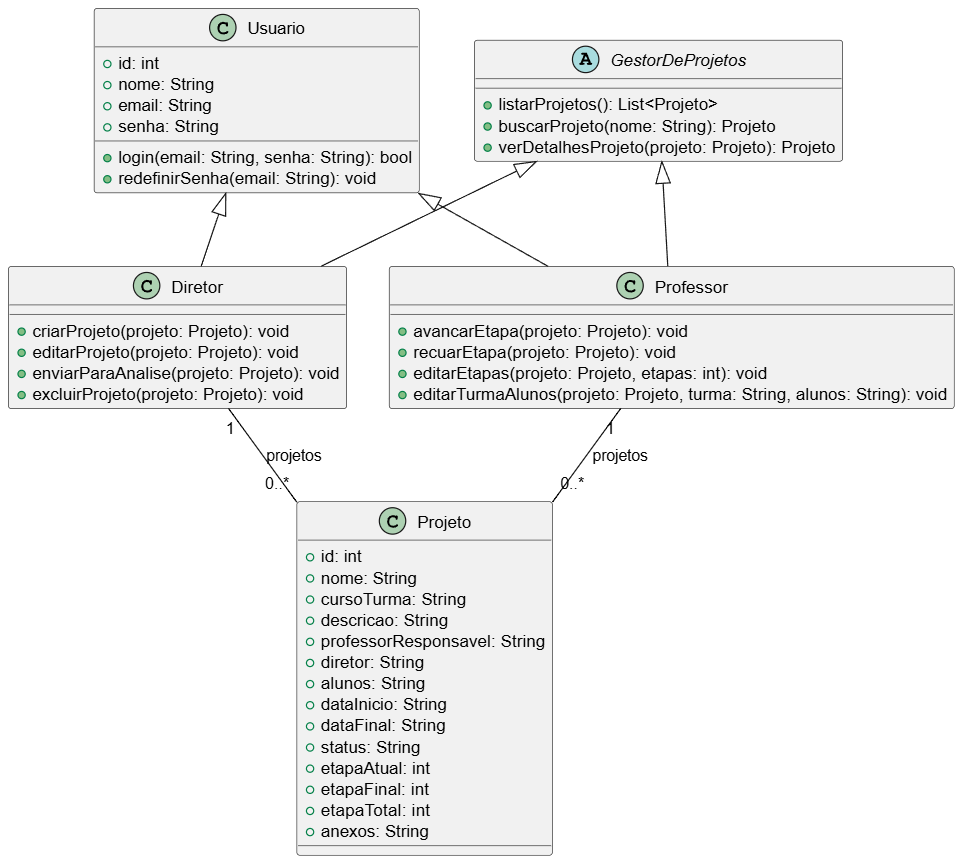 C Usuario
id: int
nome: String
email: String
senha: String
login(email: String, senha: String): bool
redefinirSenha(email: String): void
A GestorDeProjetos
listarProjetos(): List<Projeto>
buscarProjeto(nome: String): Projeto
verDetalhesProjeto(projeto: Projeto): Projeto
C Diretor
criarProjeto(projeto: Projeto): void
editarProjeto(projeto: Projeto): void
enviarParaAnalise(projeto: Projeto): void
excluirProjeto(projeto: Projeto): void
C Professor
avancarEtapa(projeto: Projeto): void
recuarEtapa(projeto: Projeto): void
editarEtapas(projeto: Projeto, etapas: int): void
editarTurmaAlunos(projeto: Projeto, turma: String, alunos: String): void
1
projetos
0..*
1
projetos
0..*
C Projeto
id: int
nome: String
cursoTurma: String
descricao: String
professorResponsavel: String
diretor: String
alunos: String
dataInicio: String
dataFinal: String
status: String
etapaAtual: int
etapaFinal: int
etapaTotal: int
anexos: String